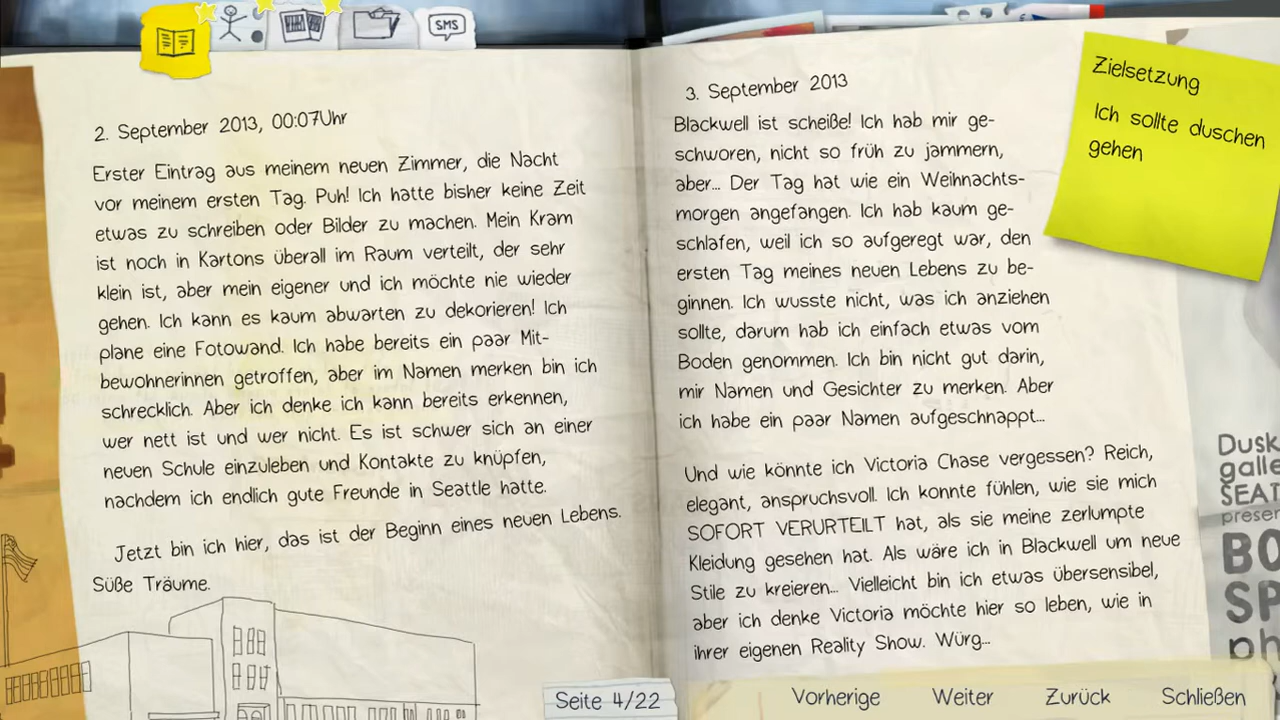 SMS
2. September 2013, 00:07Uhr
Erster Eintrag aus meinem neuen Zimmer, die Nacht
vor meinem ersten Tag. Puh! Ich hatte bisher keine Zeit
etwas zu schreiben oder Bilder zu machen. Mein Kram
ist noch in Kartons überall im Raum verteilt, der sehr
klein ist, aber mein eigener und ich möchte nie wieder
gehen. Ich kann es kaum abwarten zu dekorieren! Ich
plane eine Fotowand. Ich habe bereits ein paar Mit-
bewohnerinnen getroffen, aber im Namen merken bin ich
schrecklich. Aber ich denke ich kann bereits erkennen,
wer nett ist und wer nicht. Es ist schwer sich an einer
neuen Schule einzuleben und Kontakte zu knüpfen,
nachdem ich endlich gute Freunde in Seattle hatte.
Jetzt bin ich hier, das ist der Beginn eines neuen Lebens.
Süße Träume.
3. September 2013
Blackwell ist scheiße! Ich hab mir ge-
schworen, nicht so früh zu jammern,
aber... Der Tag hat wie ein Weihnachts-
morgen angefangen. Ich hab kaum ge-
schlafen, weil ich so aufgeregt war, den
ersten Tag meines neuen Lebens zu be-
ginnen. Ich wusste nicht, was ich anziehen
sollte, darum hab ich einfach etwas vom
Boden genommen. Ich bin nicht gut darin,
mir Namen und Gesichter zu merken. Aber
ich habe ein paar Namen aufgeschnappt...
Und wie könnte ich Victoria Chase vergessen? Reich,
elegant, anspruchsvoll. Ich konnte fühlen, wie sie mich
SOFORT VERURTEILT hat, als sie meine zerlumpte
Kleidung gesehen hat. Als wäre ich in Blackwell um neue
Stile zu kreieren... Vielleicht bin ich etwas übersensibel,
aber ich denke Victoria möchte hier so leben, wie in
ihrer eigenen Reality Show. Würg...
Zielsetzung
Ich sollte duschen
gehen
Dusk
galle
SEAT
presen
BO
SP
ph
Seite 4/22
Vorherige Weiter Zurück Schließen